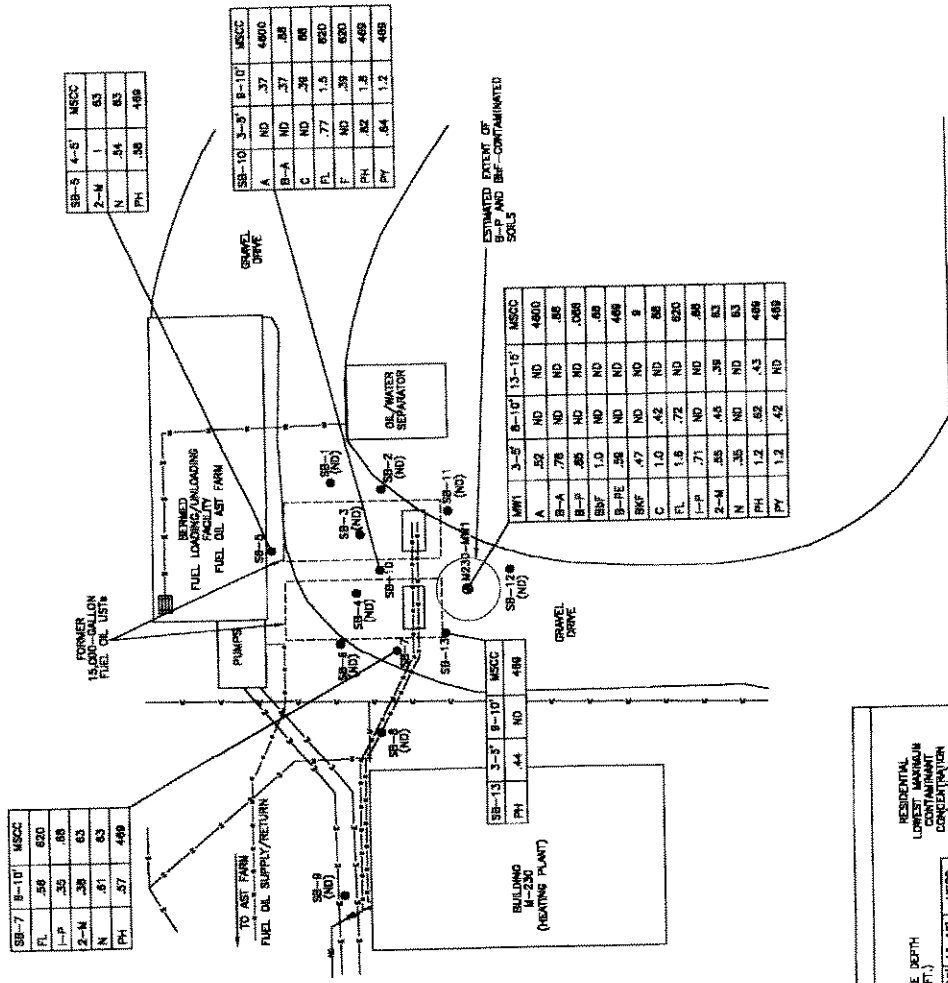 SB-5 4-5' MSCC
2-M 1 63
N .54 63
PH .58 469
SB-10 3-5' 8-10' MSCC
A ND .37 4600
B-A ND .37 .88
C ND .39 88
FL .77 1.5 620
F ND .39 620
PH .82 1.8 469
PY .64 1.2 469
GRAVEL
DRIVE
ESTIMATED EXTENT OF
B-P AND BbF-CONTAMINATED
SOILS
MW1 3-5' 8-10' 13-15' MSCC
A .52 ND ND 4600
B-A .76 ND ND .88
B-P .85 ND ND .088
BbF 1.0 ND ND .88
B-PE .59 ND ND 469
BKF .47 ND ND 9
C 1.0 .42 ND 88
FL 1.6 .72 ND 620
I-P .71 ND ND .88
2-M .65 .45 .39 63
N .35 ND ND 63
PH 1.2 .62 .43 469
PY 1.2 .42 ND 469
BERMED
FUEL LOADING/UNLOADING
FACILITY
FUEL OIL AST FARM
OIL/WATER
SEPARATOR
SB-5
SB-1
(ND)
SB-2
(ND)
SB-3
(ND)
SB-11
(ND)
SB-10
M230-MW1
SB-12
(ND)
SB-4
(ND)
FORMER
15,000-GALLON
FUEL OIL USTs
PUMPS
SB-6
(ND)
SB-7
SB-13
GRAVEL
DRIVE
SB-8
(ND)
SB-13 3-5' 8-10' MSCC
PH .44 ND 469
SB-7 8-10' MSCC
FL .56 620
I-P .35 .88
2-M .38 63
N .61 63
PH .57 469
TO AST FARM
FUEL OIL SUPPLY/RETURN
SB-9
(ND)
BUILDING
M-230
(HEATING PLANT)
RESIDENTIAL
LOWEST MAXIMUM
CONTAMINANT
CONCENTRATION
E DEPTH
FT.)